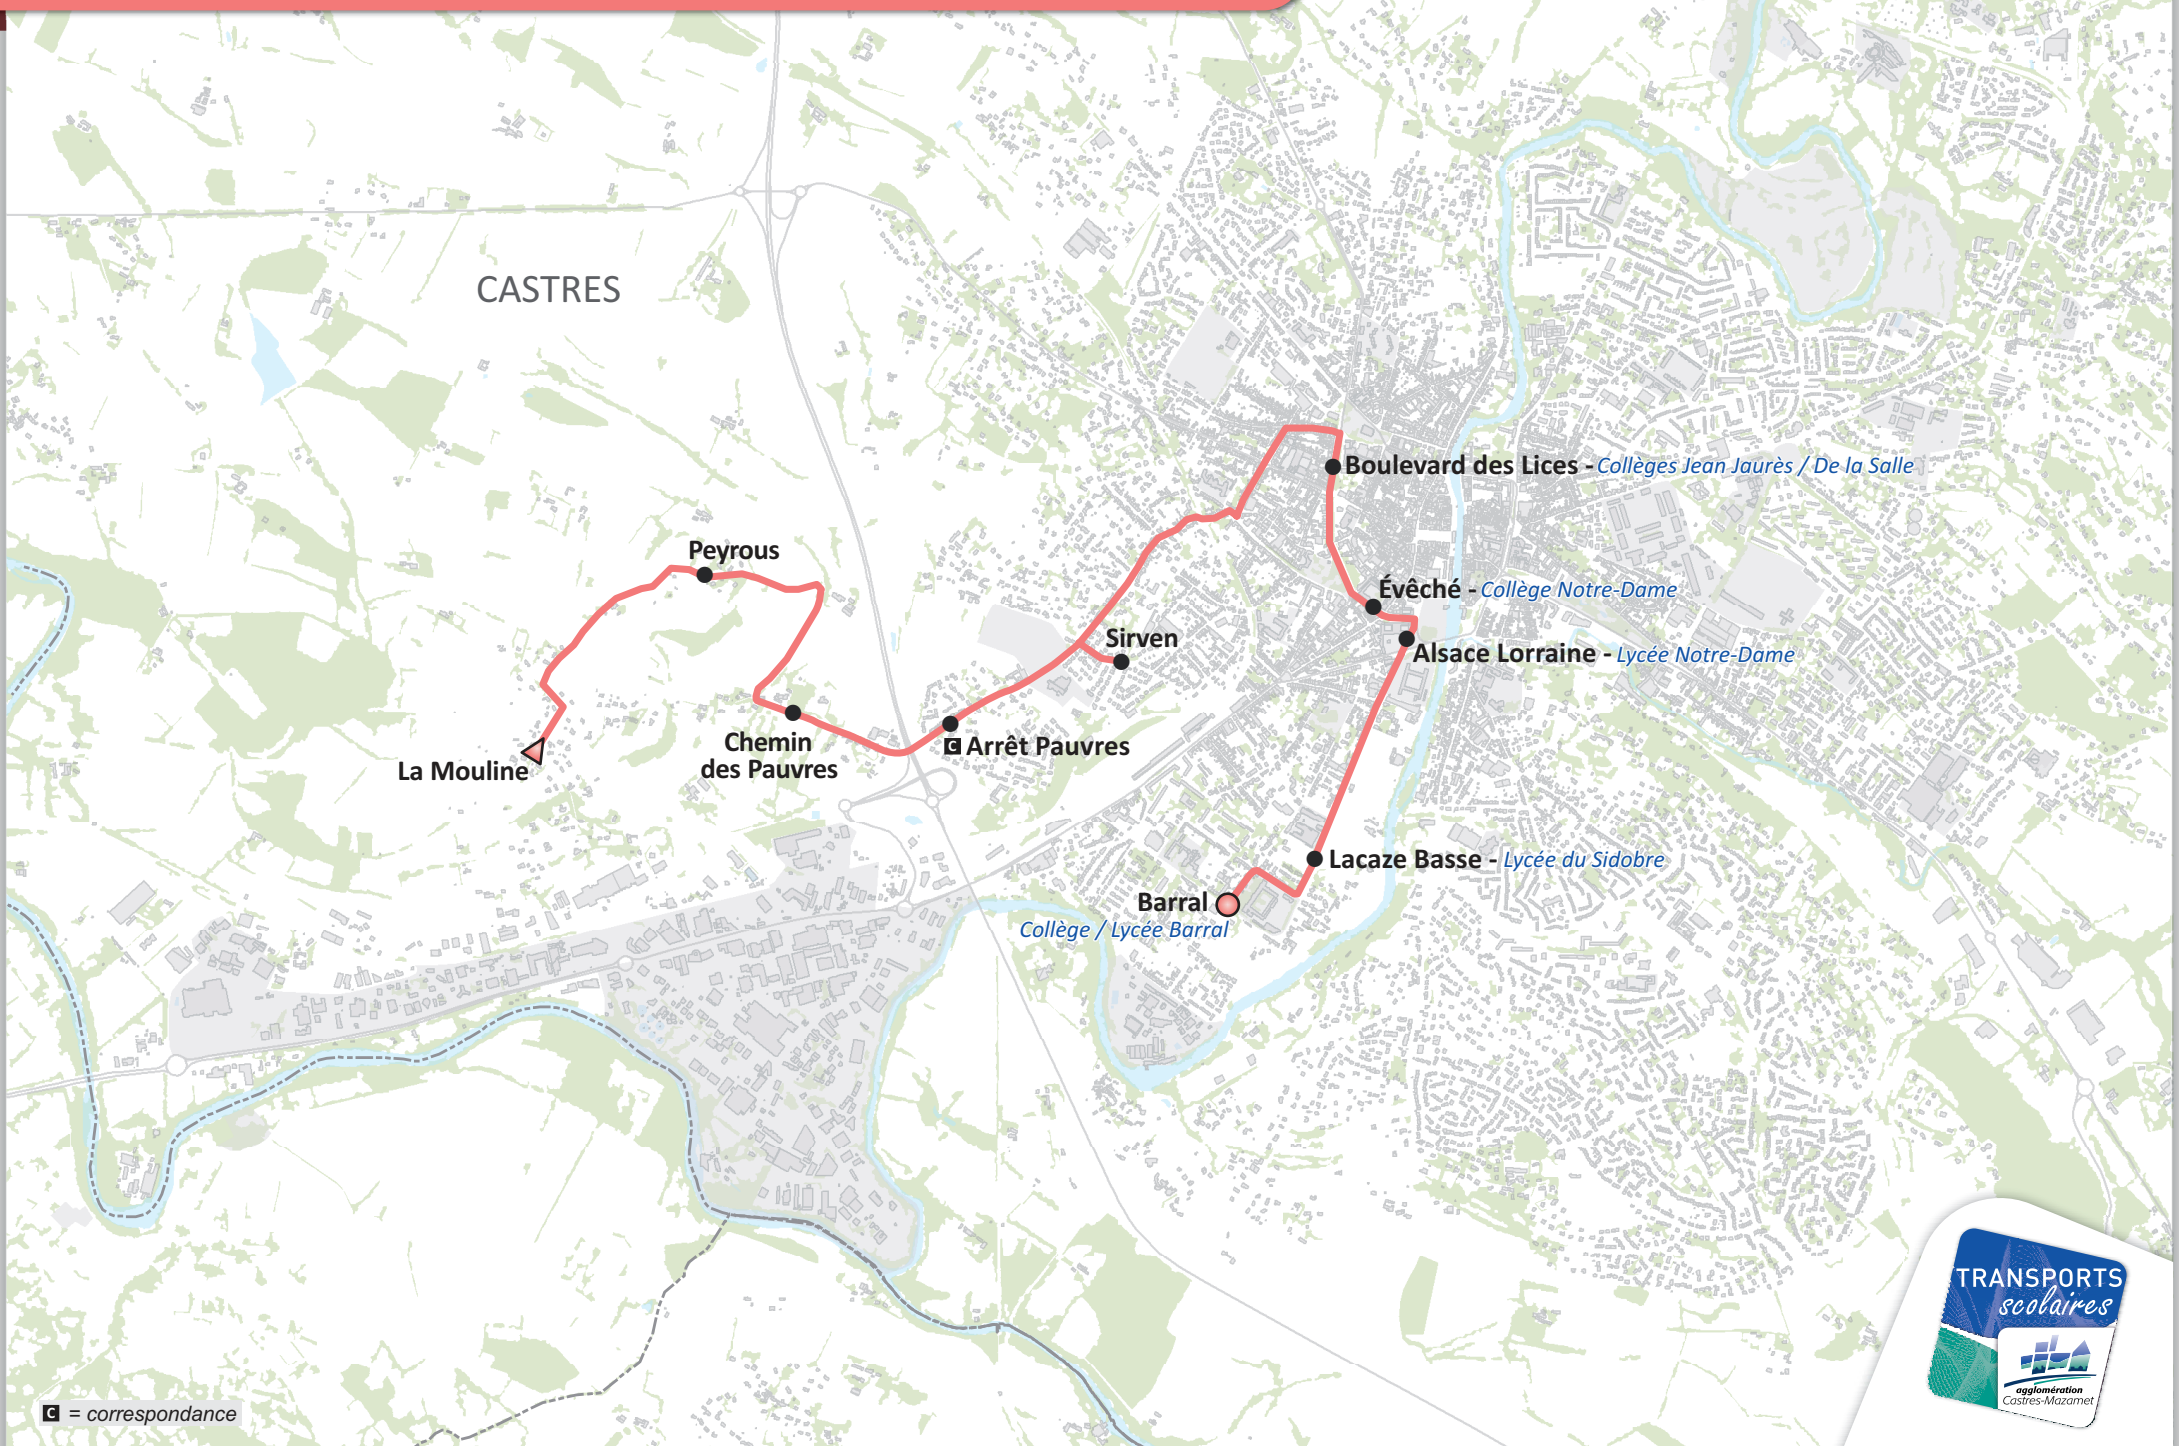 CASTRES
Boulevard des Lices - Collèges Jean Jaurès / De la Salle
Peyrous
Évêché - Collège Notre-Dame
Sirven
Alsace Lorraine - Lycée Notre-Dame
Chemin
des Pauvres
C Arrêt Pauvres
La Mouline
Lacaze Basse - Lycée du Sidobre
Barral
Collège / Lycée Barral
TRANSPORTS
scolaires
agglomération
Castres-Mazamet
C = correspondance